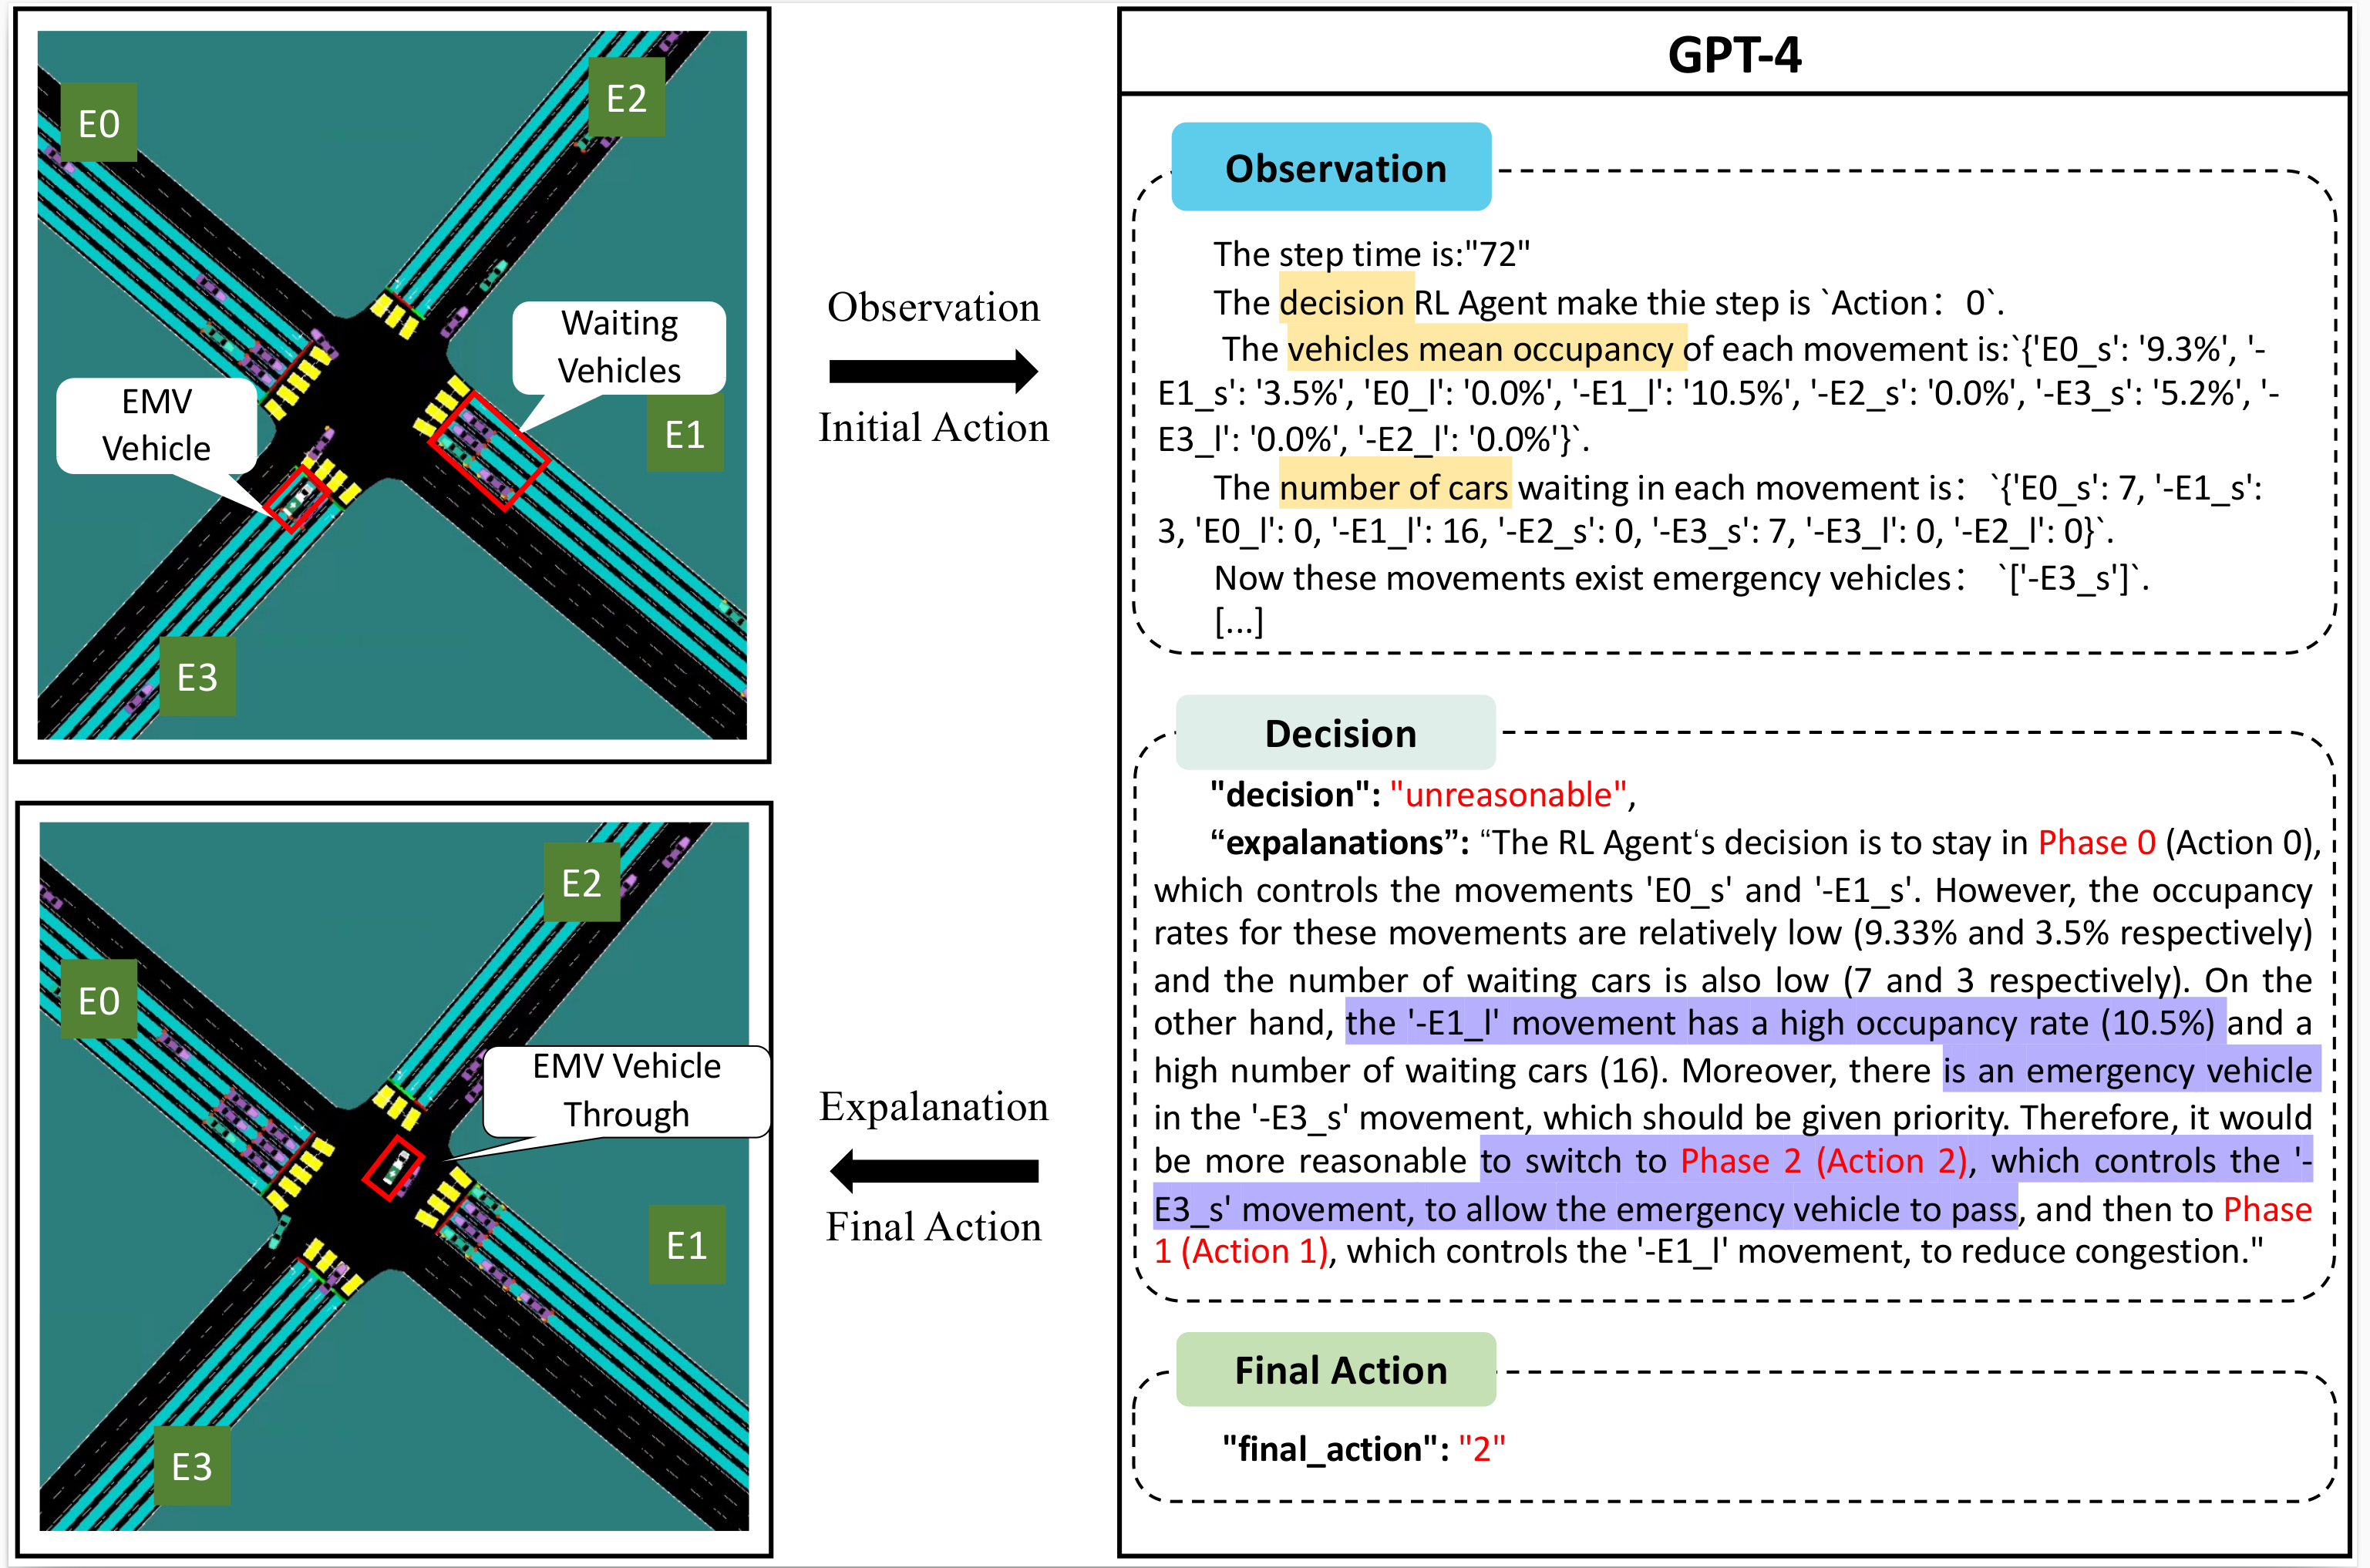 E0
E2
Waiting
Vehicles
EMV
Vehicle
E1
E3
Observation
Initial Action
E2
E0
EMV Vehicle
Through
E1
E3
Expalanation
Final Action
GPT-4
Observation
The step time is:"72"
The decision RL Agent make thie step is `Action： 0`.
The vehicles mean occupancy of each movement is:`{'E0_s': '9.3%', '-
E1_s': '3.5%', 'E0_l': '0.0%', '-E1_l': '10.5%', '-E2_s': '0.0%', '-E3_s': '5.2%', '-
E3_l': '0.0%', '-E2_l': '0.0%'}`.
The number of cars waiting in each movement is： `{'E0_s': 7, '-E1_s':
3, 'E0_l': 0, '-E1_l': 16, '-E2_s': 0, '-E3_s': 7, '-E3_l': 0, '-E2_l': 0}`.
Now these movements exist emergency vehicles： `['-E3_s']`.
[...]
Decision
"decision": "unreasonable",
“expalanations”: “The RL Agent‘s decision is to stay in Phase 0 (Action 0),
which controls the movements 'E0_s' and '-E1_s'. However, the occupancy
rates for these movements are relatively low (9.33% and 3.5% respectively)
and the number of waiting cars is also low (7 and 3 respectively). On the
other hand, the '-E1_l' movement has a high occupancy rate (10.5%) and a
high number of waiting cars (16). Moreover, there is an emergency vehicle
in the '-E3_s' movement, which should be given priority. Therefore, it would
be more reasonable to switch to Phase 2 (Action 2), which controls the '-
E3_s' movement, to allow the emergency vehicle to pass, and then to Phase
1 (Action 1), which controls the '-E1_l' movement, to reduce congestion."
Final Action
"final_action": "2"